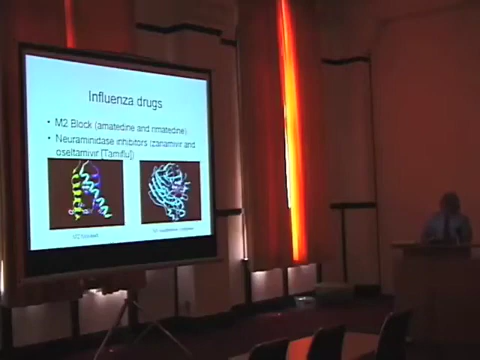 Influenza drugs
• M2 Block (amatedine and rimatedine)
• Neuraminidase inhibitors (zanamivir and
oseltamivir [Tamiflu])